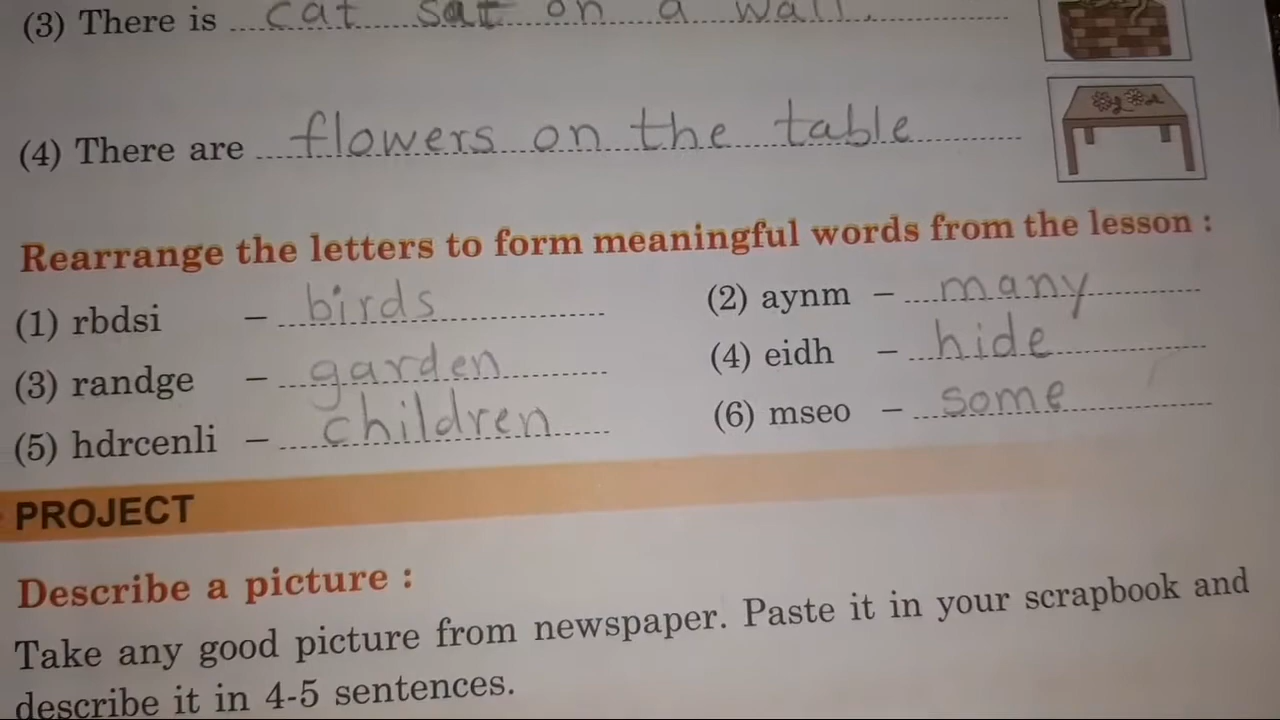 (3) There is cat sat on a wall.
(4) There are flowers on the table
Rearrange the letters to form meaningful words from the lesson :
(1) rbdsi – birds (2) aynm – many
(3) randge – garden (4) eidh – hide
(5) hdrcenli – children (6) mseo – some
PROJECT
Describe a picture :
Take any good picture from newspaper. Paste it in your scrapbook and
describe it in 4-5 sentences.